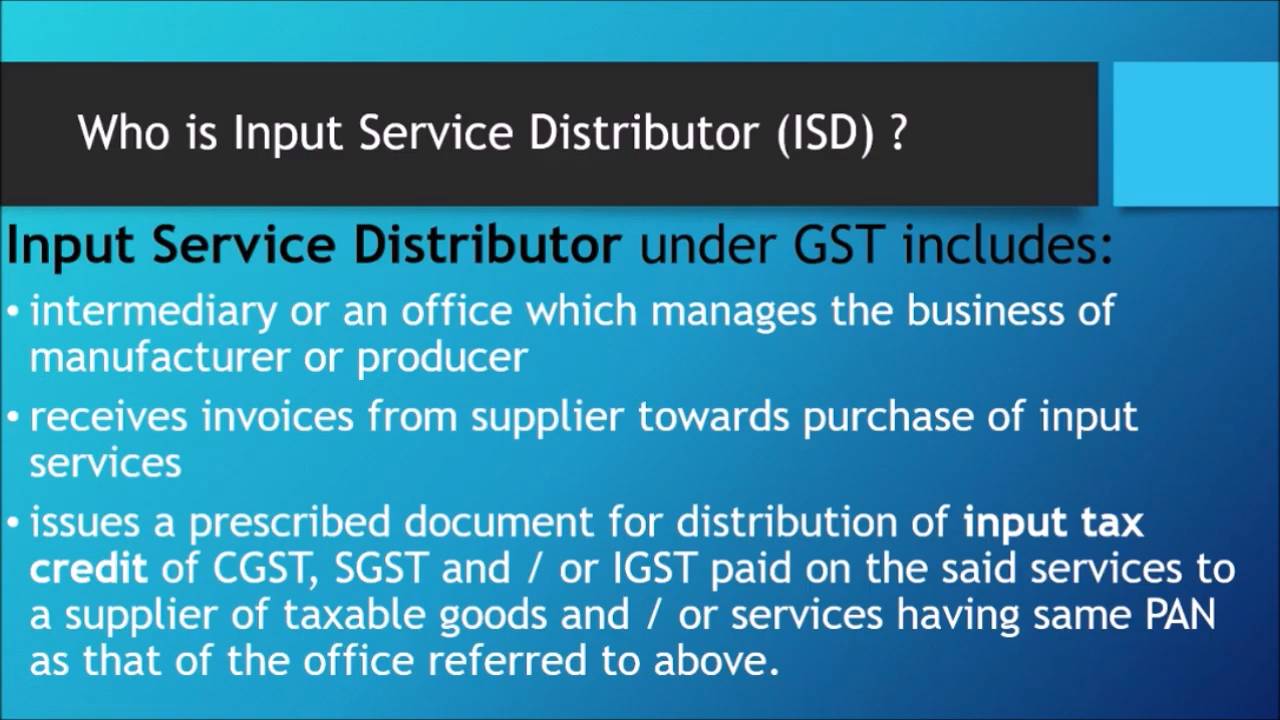 Who is Input Service Distributor (ISD) ?
Input Service Distributor under GST includes:
• intermediary or an office which manages the business of
manufacturer or producer
• receives invoices from supplier towards purchase of input
services
• issues a prescribed document for distribution of input tax
credit of CGST, SGST and / or IGST paid on the said services to
a supplier of taxable goods and / or services having same PAN
as that of the office referred to above.